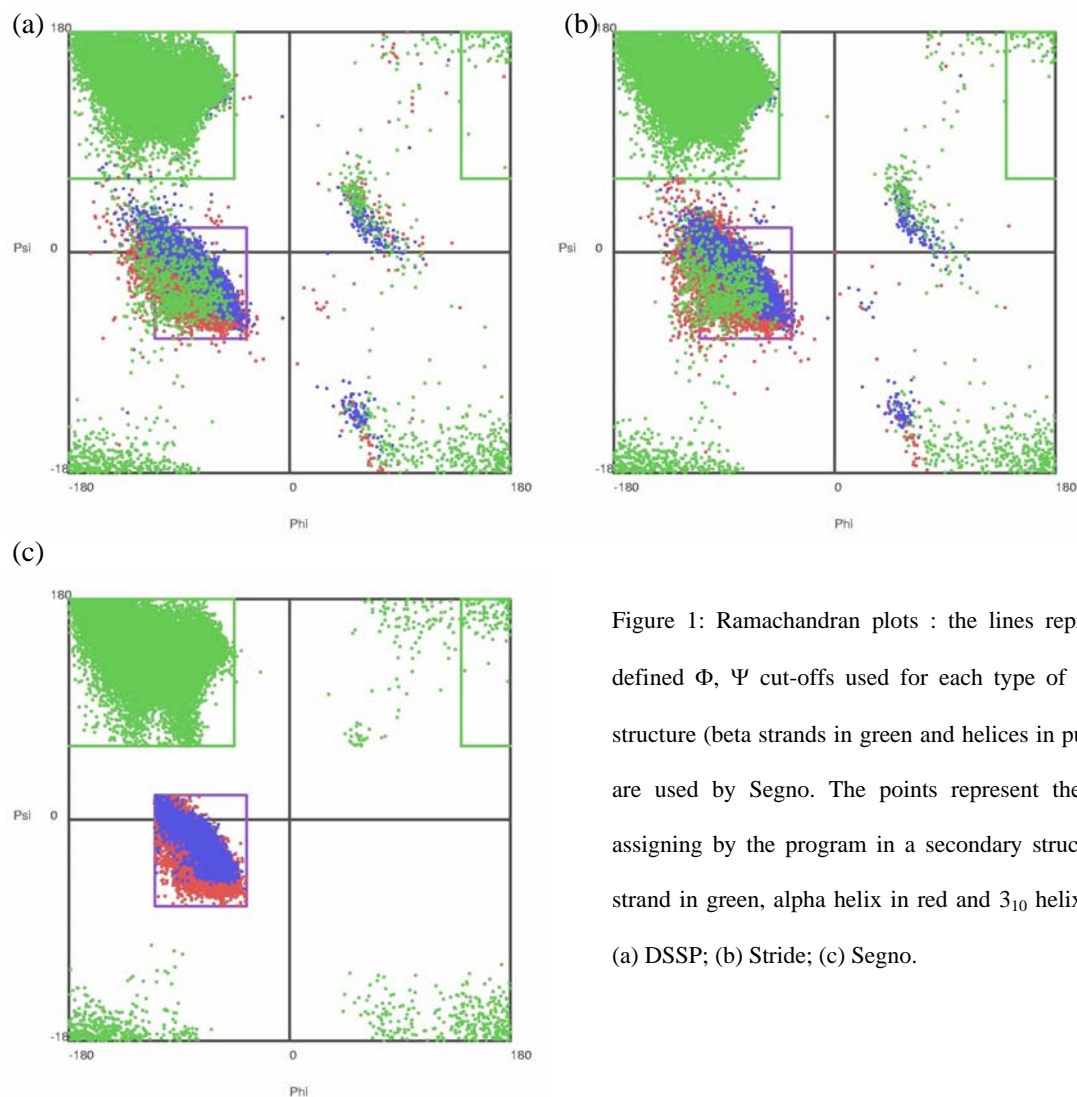 (a)
(b)
180
180
Psi
0
Psi
0
-18
-18
-180
0
180
-180
0
180
Phi
Phi
(c)
180
Psi
0
-18
-180
0
180
Phi
Figure 1: Ramachandran plots : the lines repr
defined Φ, Ψ cut-offs used for each type of
structure (beta strands in green and helices in pu
are used by Segno. The points represent the
assigning by the program in a secondary struc
strand in green, alpha helix in red and 3₁₀ helix
(a) DSSP; (b) Stride; (c) Segno.